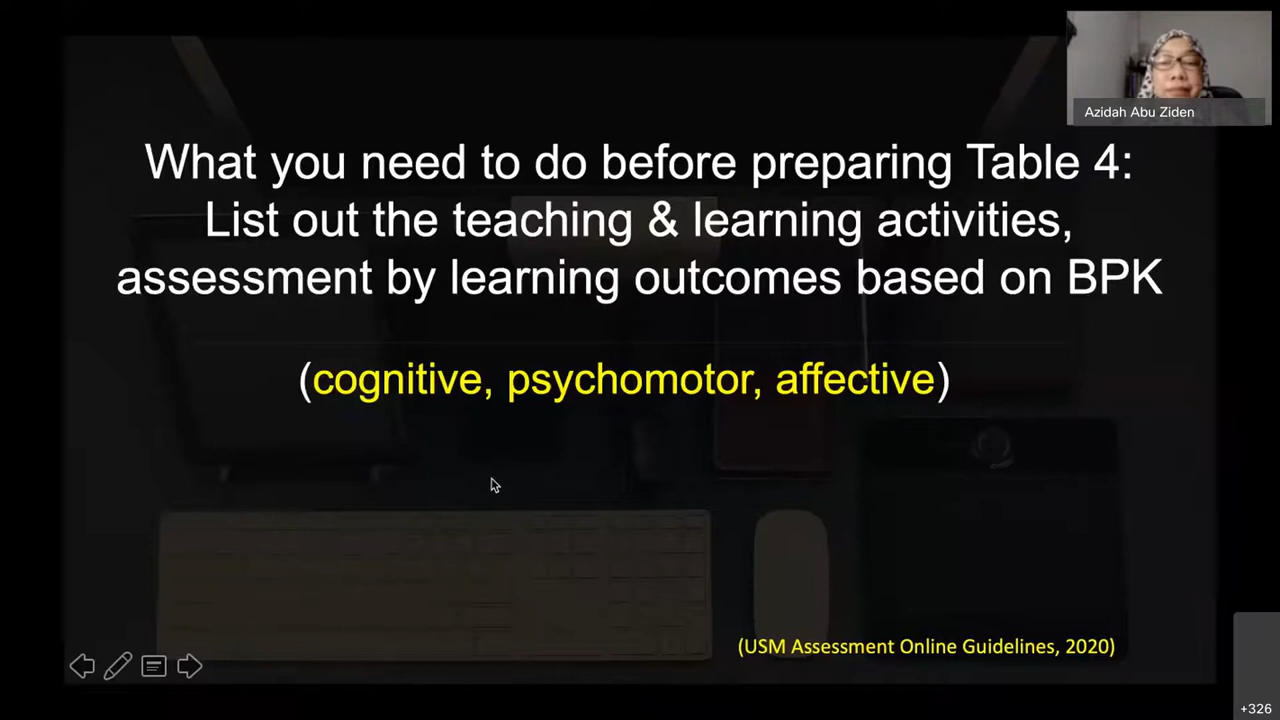 Azidah Abu Ziden
What you need to do before preparing Table 4:
List out the teaching & learning activities,
assessment by learning outcomes based on BPK
(cognitive, psychomotor, affective)
(USM Assessment Online Guidelines, 2020)
+326